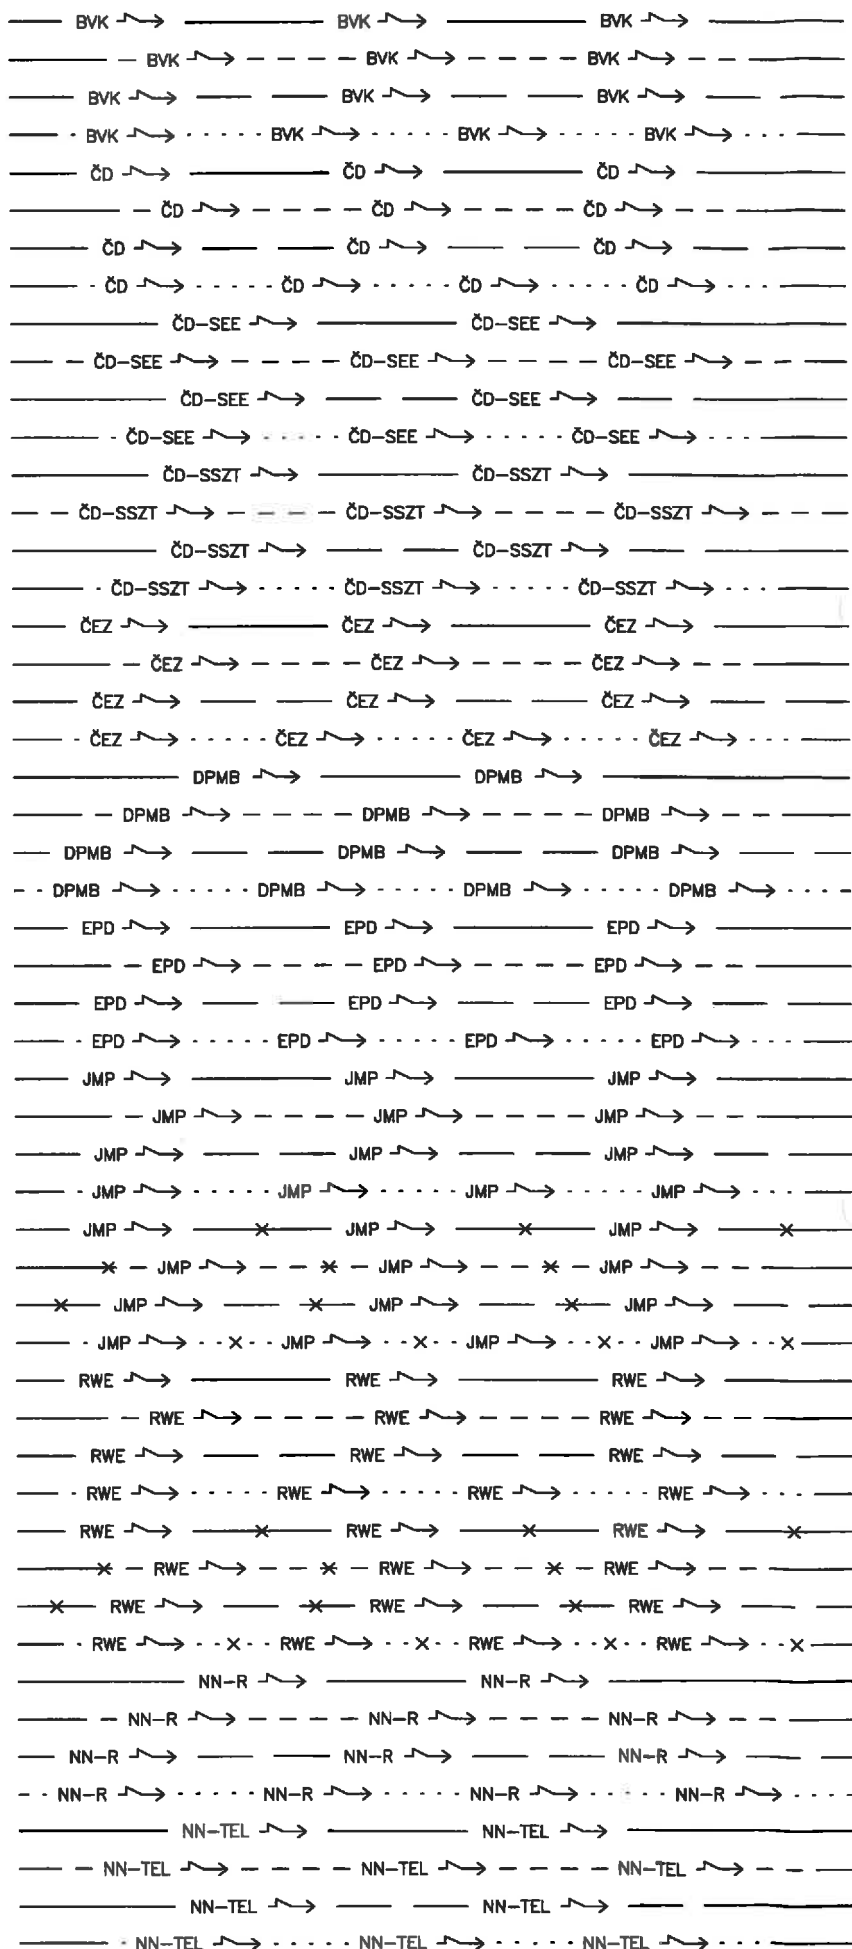 BVK BVK BVK
BVK BVK BVK
BVK BVK BVK
BVK BVK BVK BVK
ČD ČD ČD
ČD ČD ČD
ČD ČD ČD
ČD ČD ČD ČD
ČD-SEE ČD-SEE
ČD-SEE ČD-SEE ČD-SEE
ČD-SEE ČD-SEE
ČD-SEE ČD-SEE ČD-SEE
ČD-SSZT ČD-SSZT
ČD-SSZT ČD-SSZT ČD-SSZT
ČD-SSZT ČD-SSZT
ČD-SSZT ČD-SSZT ČD-SSZT
ČEZ ČEZ ČEZ
ČEZ ČEZ ČEZ
ČEZ ČEZ ČEZ
ČEZ ČEZ ČEZ ČEZ
DPMB DPMB
DPMB DPMB DPMB
DPMB DPMB DPMB
DPMB DPMB DPMB DPMB
EPD EPD EPD
EPD EPD EPD
EPD EPD EPD
EPD EPD EPD EPD
JMP JMP JMP
JMP JMP JMP
JMP JMP JMP
JMP JMP JMP JMP
JMP JMP JMP
JMP JMP JMP
JMP JMP JMP
JMP JMP JMP JMP
RWE RWE RWE
RWE RWE RWE
RWE RWE RWE
RWE RWE RWE RWE
RWE RWE RWE
RWE RWE RWE
RWE RWE RWE
RWE RWE RWE RWE
NN-R NN-R
NN-R NN-R NN-R
NN-R NN-R NN-R
NN-R NN-R NN-R NN-R
NN-TEL NN-TEL
NN-TEL NN-TEL NN-TEL
NN-TEL NN-TEL
NN-TEL NN-TEL NN-TEL